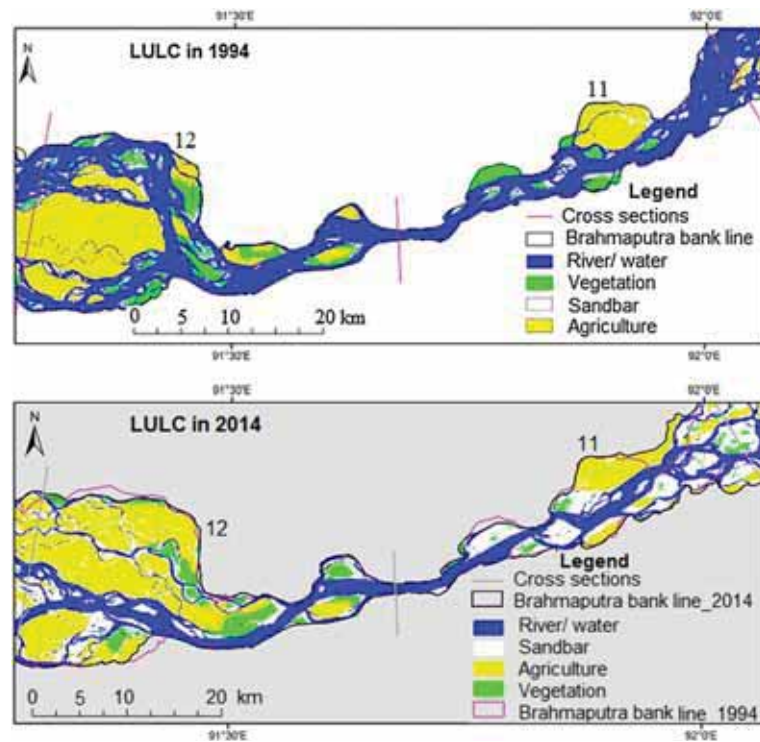 91°30'E
92°0'E
N
LULC in 1994
11
12
Legend
Cross sections
Brahmaputra bank line
River/ water
Vegetation
Sandbar
Agriculture
0 5 10 20 km
91°30'E
92°0'E
91°30'E
92°0'E
N
LULC in 2014
11
12
Legend
Cross sections
Brahmaputra bank line_2014
River/ water
Sandbar
Agriculture
Vegetation
Brahmaputra bank line_1994
0 5 10 20 km
91°30'E
92°0'E